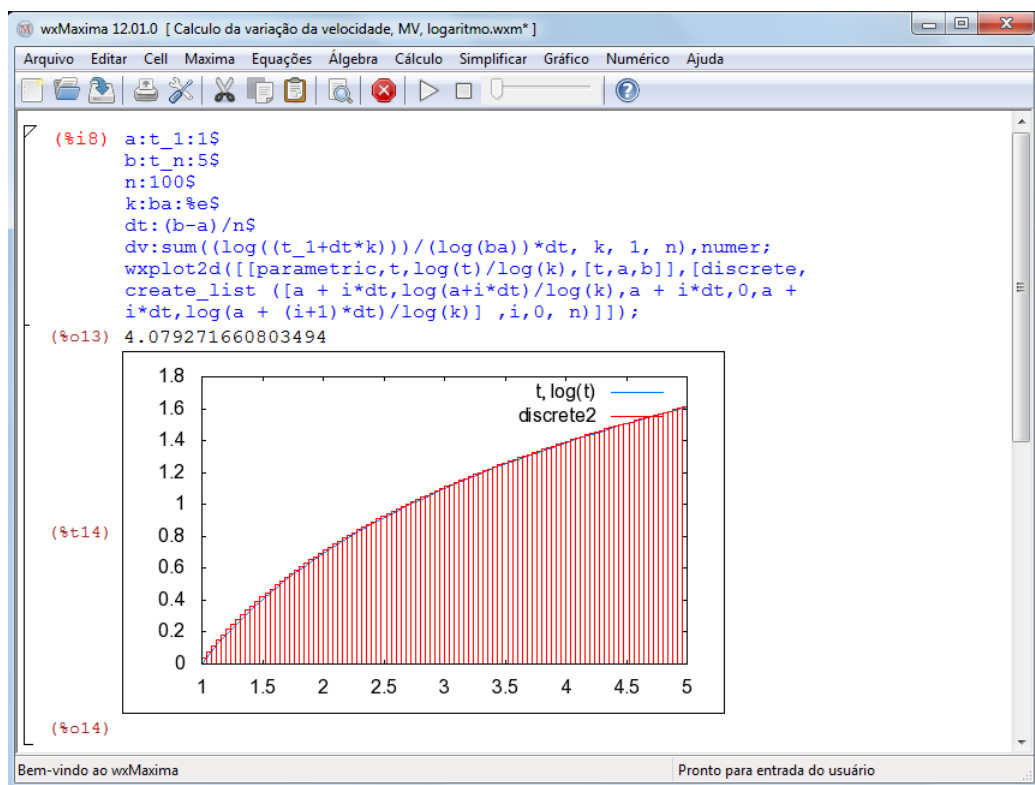 wxMaxima 12.01.0 [ Calculo da variação da velocidade, MV, logaritmo.wxm* ]
Arquivo Editar Cell Maxima Equações Álgebra Cálculo Simplificar Gráfico Numérico Ajuda
(%i8) a:t_1:1$
b:t_n:5$
n:100$
k:ba:%e$
dt:(b-a)/n$
dv:sum((log((t_1+dt*k)))/(log(ba))*dt, k, 1, n),numer;
wxplot2d([[parametric,t,log(t)/log(k),[t,a,b]],[discrete,
create_list ([a + i*dt,log(a+i*dt)/log(k),a + i*dt,0,a +
i*dt,log(a + (i+1)*dt)/log(k)] ,i,0, n)]]);
(%o13) 4.079271660803494
1.8
t, log(t)
1.6
discrete2
1.4
1.2
1
(%t14)
0.8
0.6
0.4
0.2
0
1 1.5 2 2.5 3 3.5 4 4.5 5
(%o14)
Bem-vindo ao wxMaxima Pronto para entrada do usuário